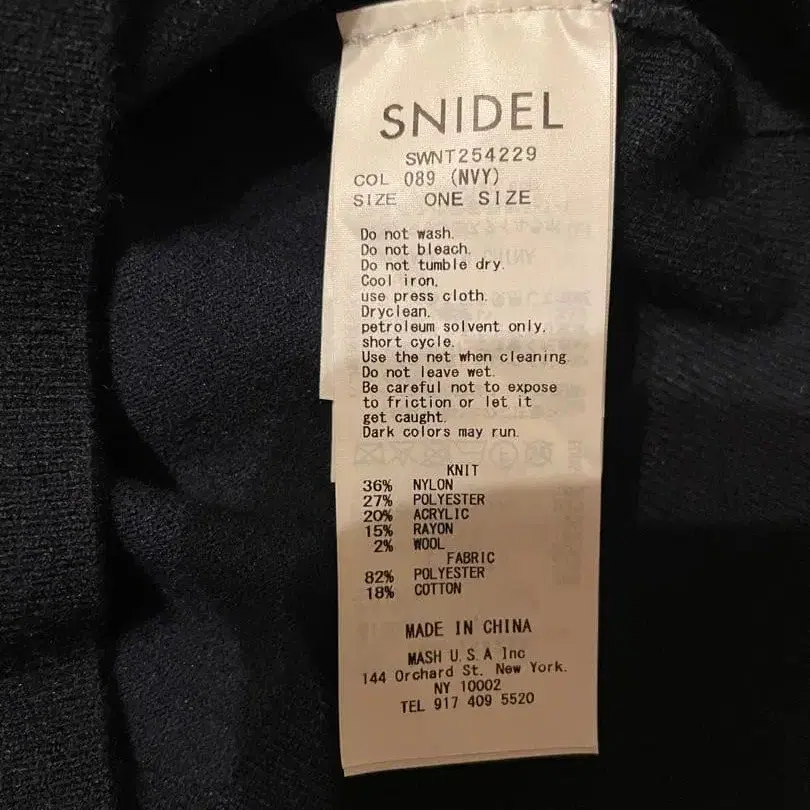 SNIDEL
SWNT254229
COL 089 (NVY)
SIZE ONE SIZE
Do not wash.
Do not bleach.
Do not tumble dry.
Cool iron,
use press cloth.
Dryclean.
petroleum solvent only,
short cycle.
Use the net when cleaning.
Do not leave wet.
Be careful not to expose
to friction or let it
get caught.
Dark colors may run.
KNIT
36% NYLON
27% POLYESTER
20% ACRYLIC
15% RAYON
2% WOOL
FABRIC
82% POLYESTER
18% COTTON
MADE IN CHINA
MASH U.S.A Inc
144 Orchard St. New York.
NY 10002
TEL 917 409 5520